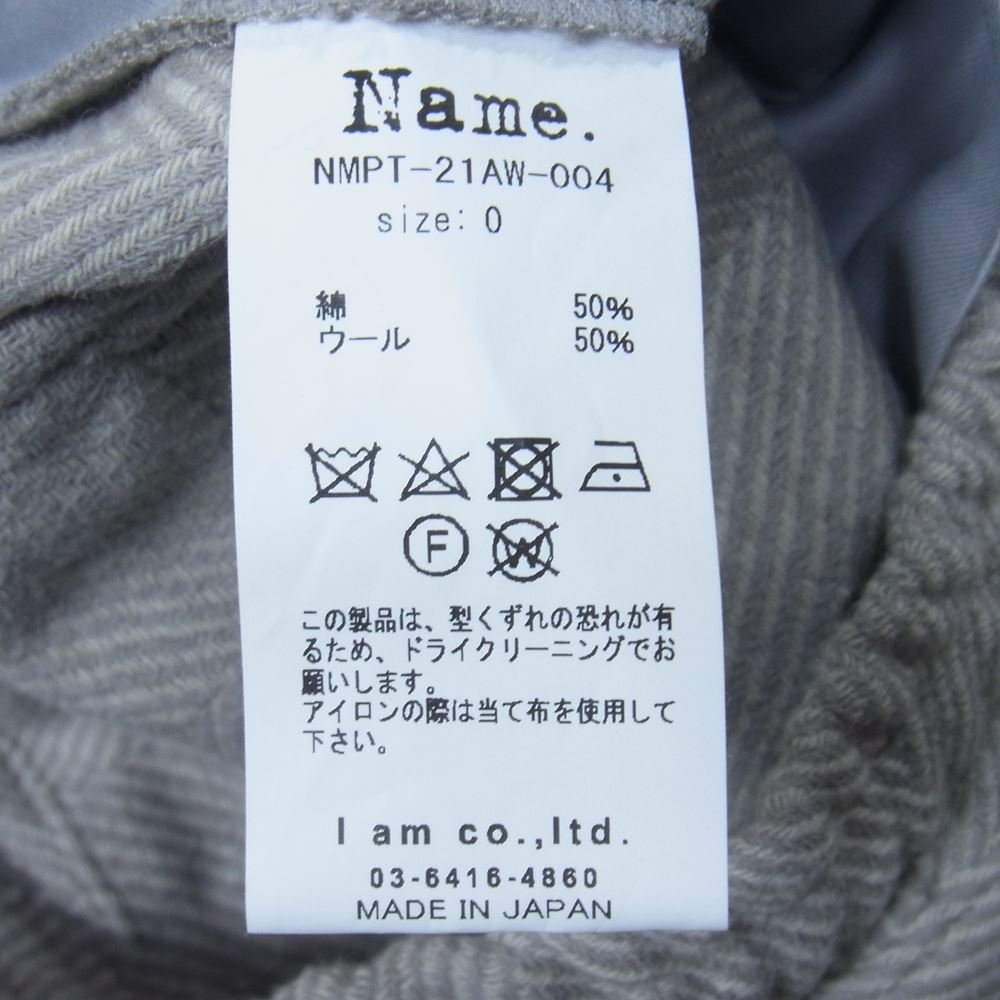 Name.
NMPT-21AW-004
size: 0
綿 50%
ウール 50%
F W
この製品は、型くずれの恐れが有
るため、ドライクリーニングでお
願いします。
アイロンの際は当て布を使用して
下さい。
I am co.,ltd.
03-6416-4860
MADE IN JAPAN